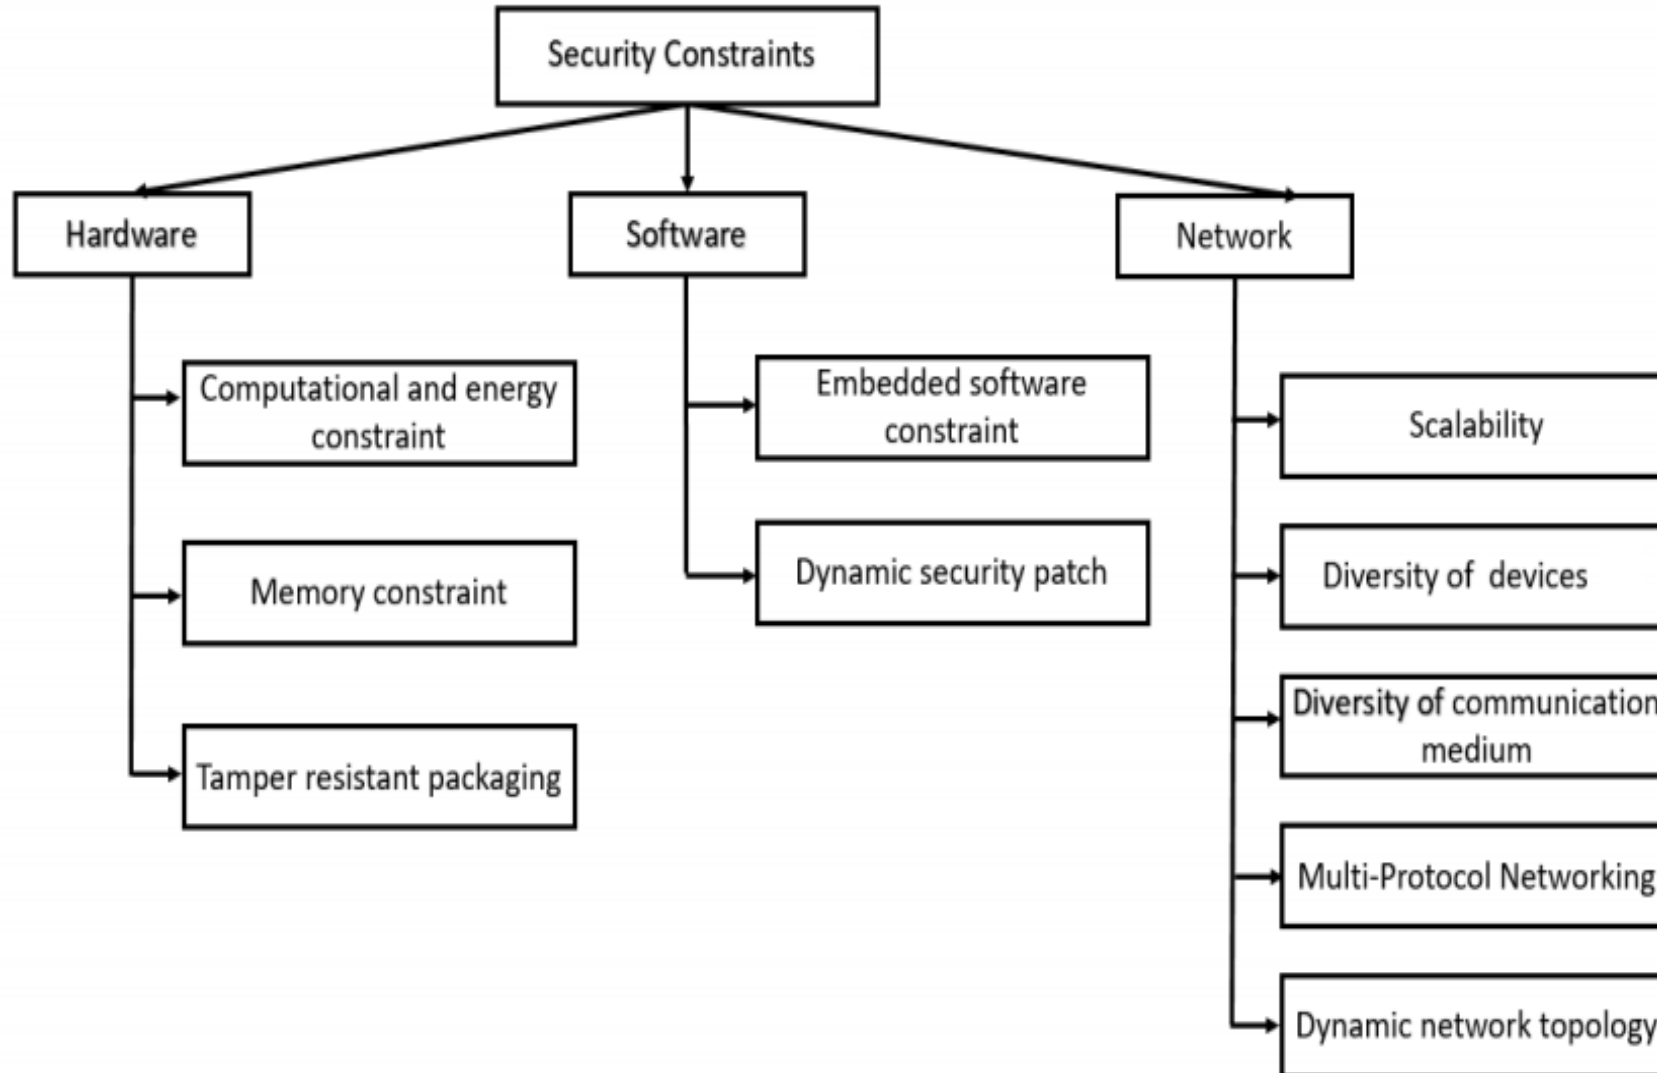 Security Constraints
Hardware
Software
Network
Computational and energy
constraint
Memory constraint
Tamper resistant packaging
Embedded software
constraint
Dynamic security patch
Scalability
Diversity of devices
Diversity of communication
medium
Multi-Protocol Networking
Dynamic network topology